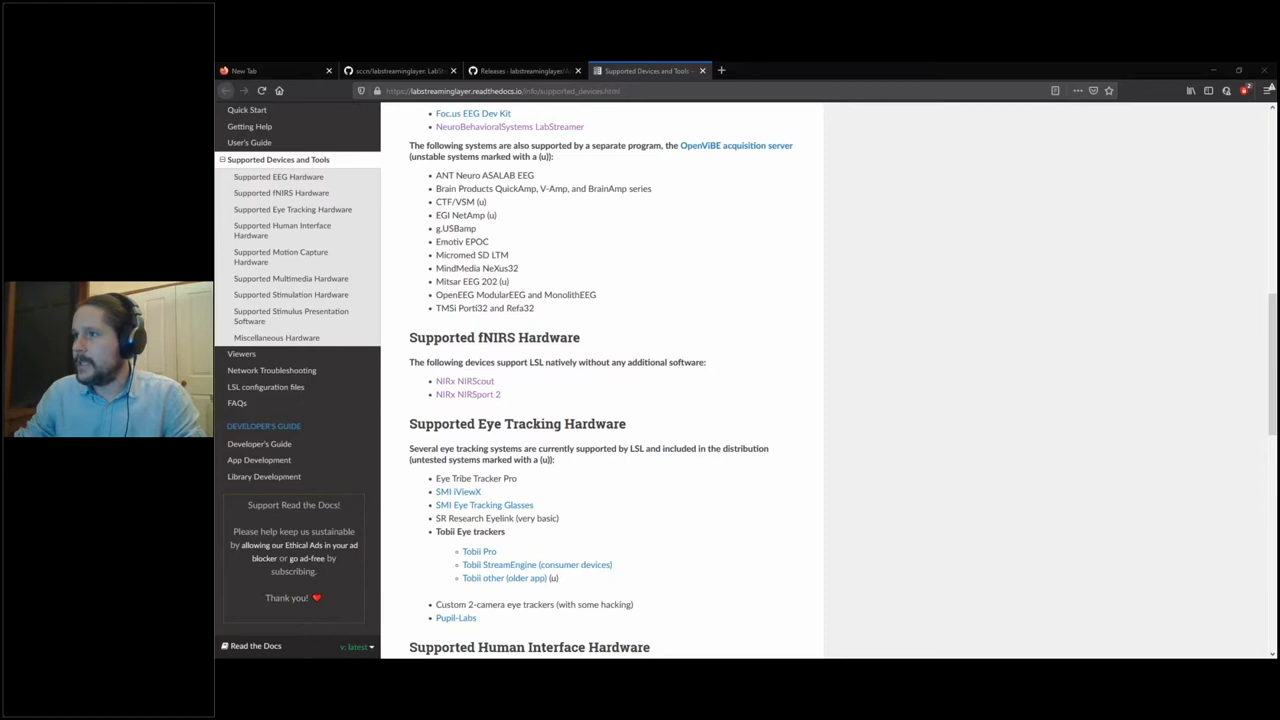 New Tab
sccn/labstreaminglayer: LabSt
Releases · labstreaminglayer/A
Supported Devices and Tools —
https://labstreaminglayer.readthedocs.io/info/supported_devices.html
Quick Start
Getting Help
User's Guide
Supported Devices and Tools
Supported EEG Hardware
Supported fNIRS Hardware
Supported Eye Tracking Hardware
Supported Human Interface
Hardware
Supported Motion Capture
Hardware
Supported Multimedia Hardware
Supported Stimulation Hardware
Supported Stimulus Presentation
Software
Miscellaneous Hardware
Viewers
Network Troubleshooting
LSL configuration files
FAQs
DEVELOPER'S GUIDE
Developer's Guide
App Development
Library Development
Support Read the Docs!
Please help keep us sustainable
by allowing our Ethical Ads in your ad
blocker or go ad-free by
subscribing.
Thank you! ❤️
Read the Docs
v: latest
• Foc.us EEG Dev Kit
• NeuroBehavioralSystems LabStreamer
The following systems are also supported by a separate program, the OpenViBE acquisition server
(unstable systems marked with a (u)):
• ANT Neuro ASALAB EEG
• Brain Products QuickAmp, V-Amp, and BrainAmp series
• CTF/VSM (u)
• EGI NetAmp (u)
• g.USBamp
• Emotiv EPOC
• Micromed SD LTM
• MindMedia NeXus32
• Mitsar EEG 202 (u)
• OpenEEG ModularEEG and MonolithEEG
• TMSi Porti32 and Refa32
Supported fNIRS Hardware
The following devices support LSL natively without any additional software:
• NIRx NIRScout
• NIRx NIRSport 2
Supported Eye Tracking Hardware
Several eye tracking systems are currently supported by LSL and included in the distribution
(untested systems marked with a (u)):
• Eye Tribe Tracker Pro
• SMI iViewX
• SMI Eye Tracking Glasses
• SR Research Eyelink (very basic)
• Tobii Eye trackers
◦ Tobii Pro
◦ Tobii StreamEngine (consumer devices)
◦ Tobii other (older app) (u)
• Custom 2-camera eye trackers (with some hacking)
• Pupil-Labs
Supported Human Interface Hardware